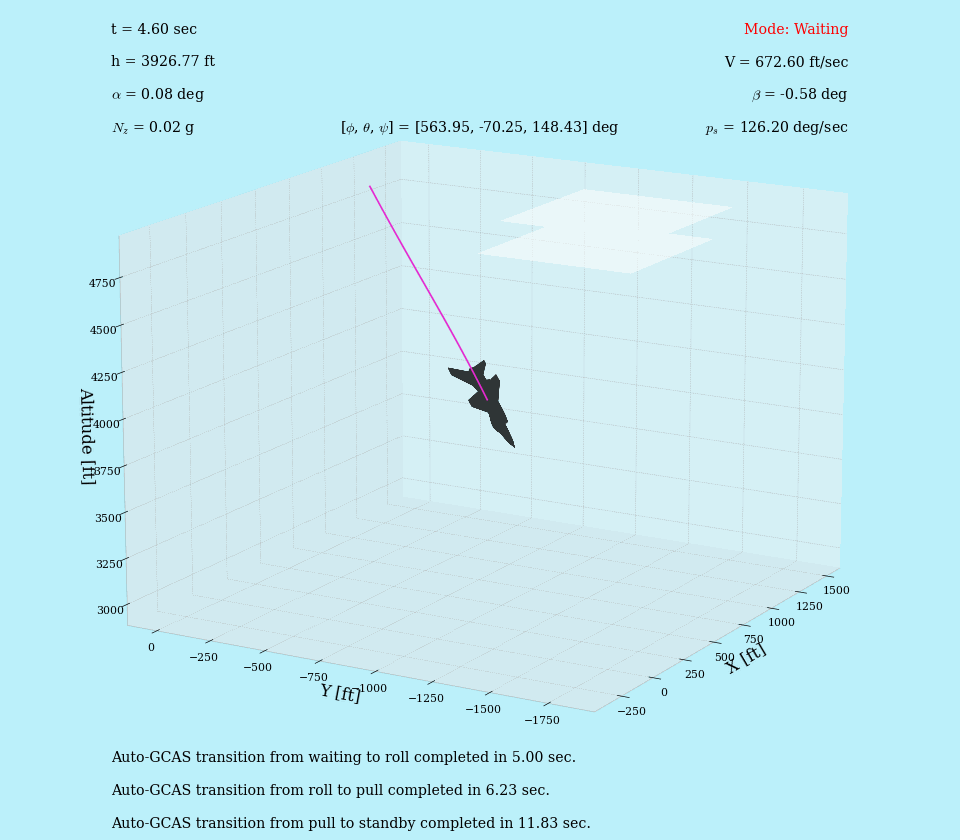 t = 4.60 sec
Mode: Waiting
h = 3926.77 ft
V = 672.60 ft/sec
α = 0.08 deg
β = -0.58 deg
N_z = 0.02 g
[ϕ, θ, ψ] = [563.95, -70.25, 148.43] deg
p_s = 126.20 deg/sec
4750
4500
4250
4000
3750
3500
3250
3000
Altitude [ft]
0
−250
−500
−750
−1000
−1250
−1500
−1750
Y [ft]
−250
0
250
500
750
1000
1250
1500
X [ft]
Auto-GCAS transition from waiting to roll completed in 5.00 sec.
Auto-GCAS transition from roll to pull completed in 6.23 sec.
Auto-GCAS transition from pull to standby completed in 11.83 sec.